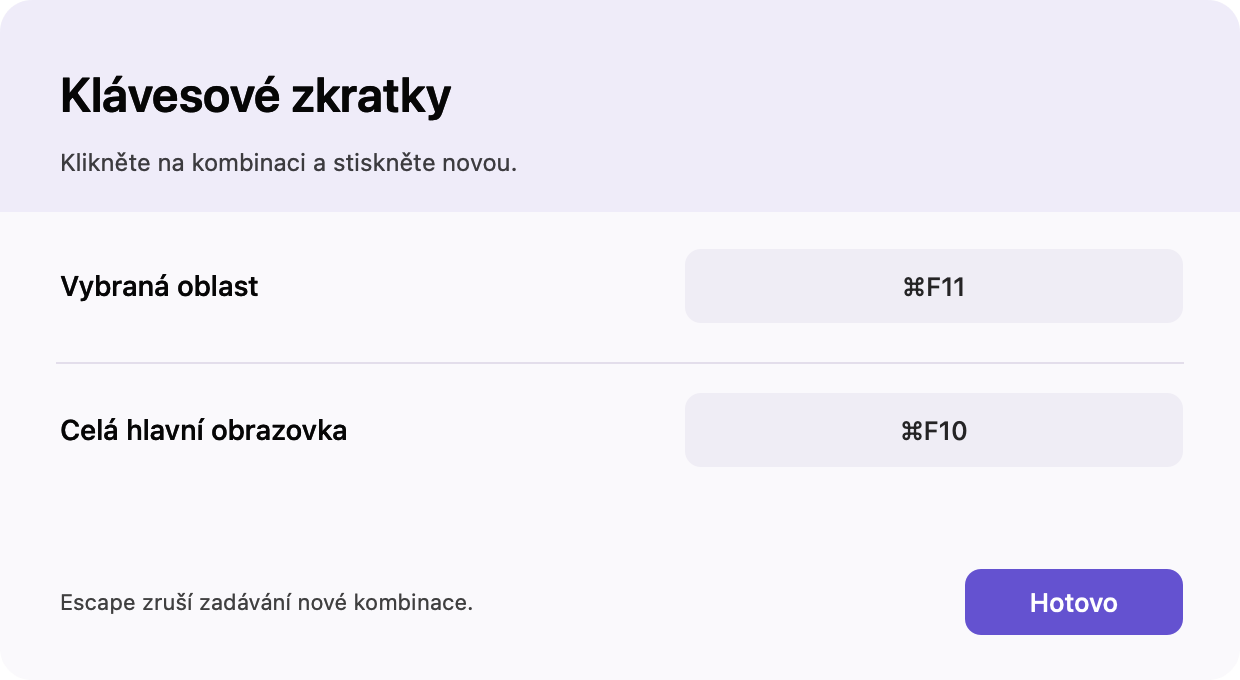 Klávesové zkratky
Klikněte na kombinaci a stiskněte novou.
Vybraná oblast
⌘F11
Celá hlavní obrazovka
⌘F10
Escape zruší zadávání nové kombinace.
Hotovo